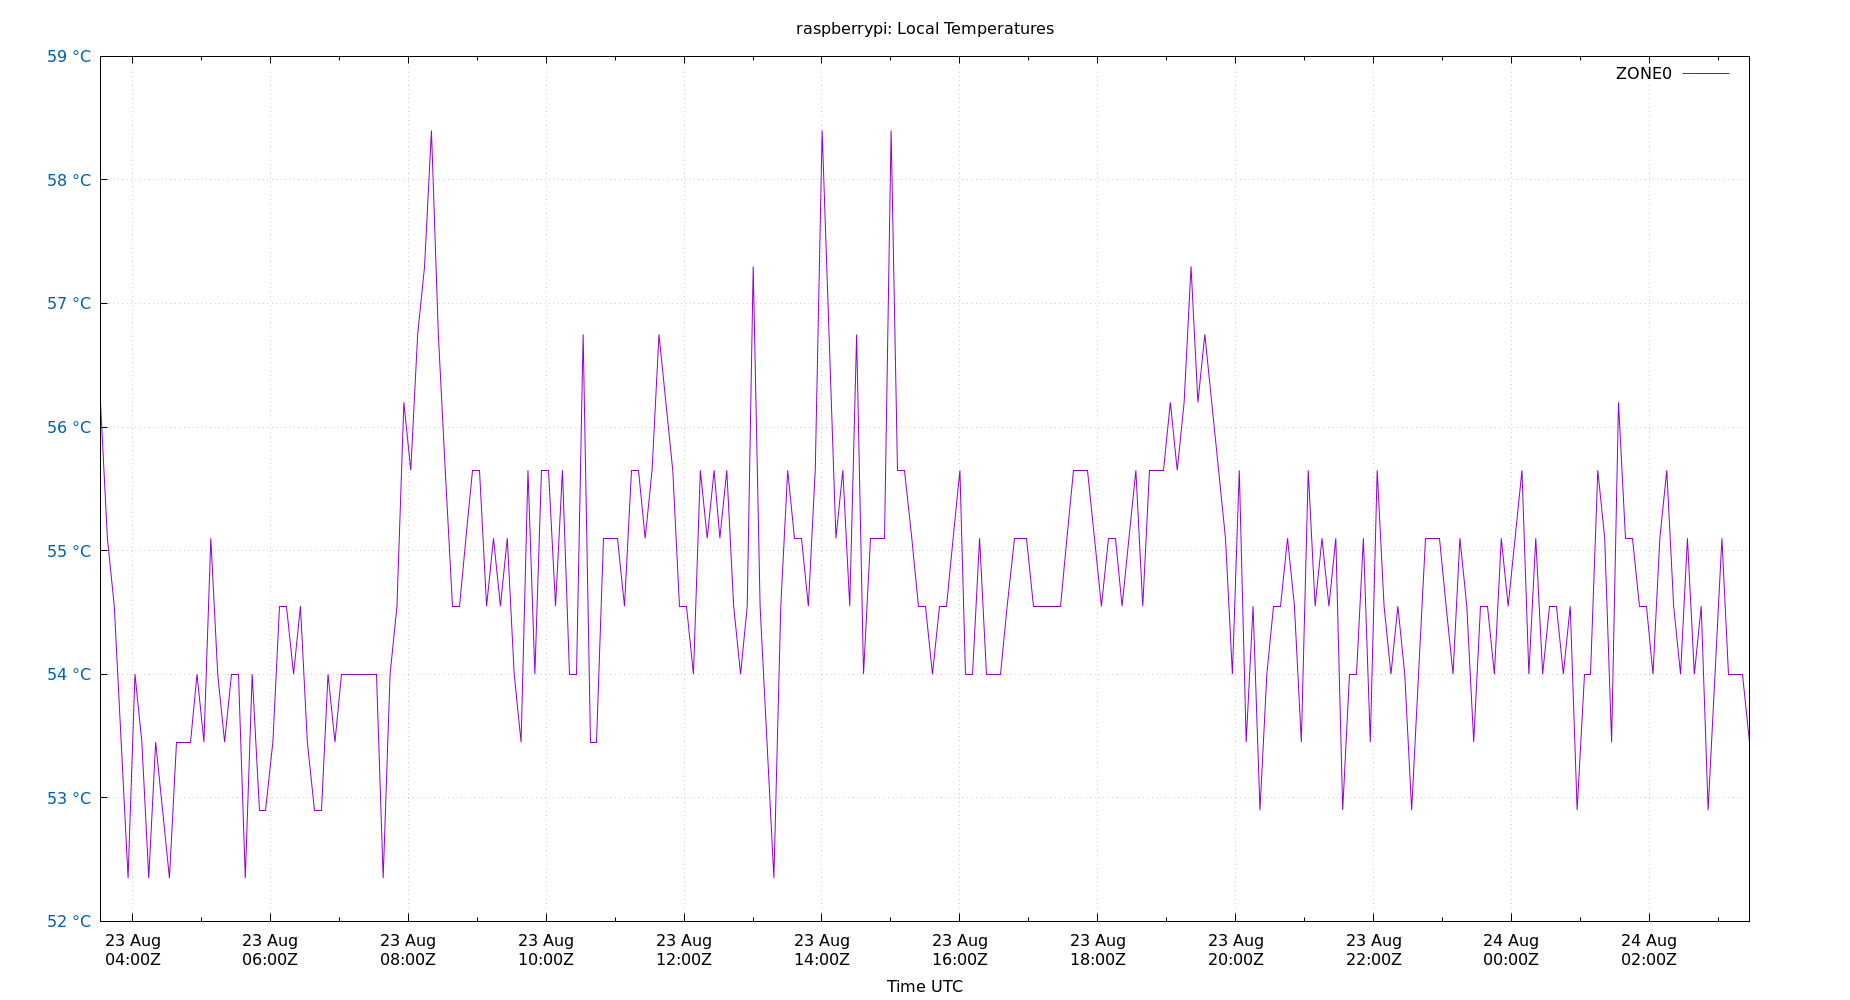 raspberrypi: Local Temperatures
59 °C
58 °C
57 °C
56 °C
55 °C
54 °C
53 °C
52 °C
ZONE0
23 Aug 23 Aug 23 Aug 23 Aug 23 Aug 23 Aug 23 Aug 23 Aug 23 Aug 23 Aug 24 Aug 24 Aug
04:00Z 06:00Z 08:00Z 10:00Z 12:00Z 14:00Z 16:00Z 18:00Z 20:00Z 22:00Z 00:00Z 02:00Z
Time UTC